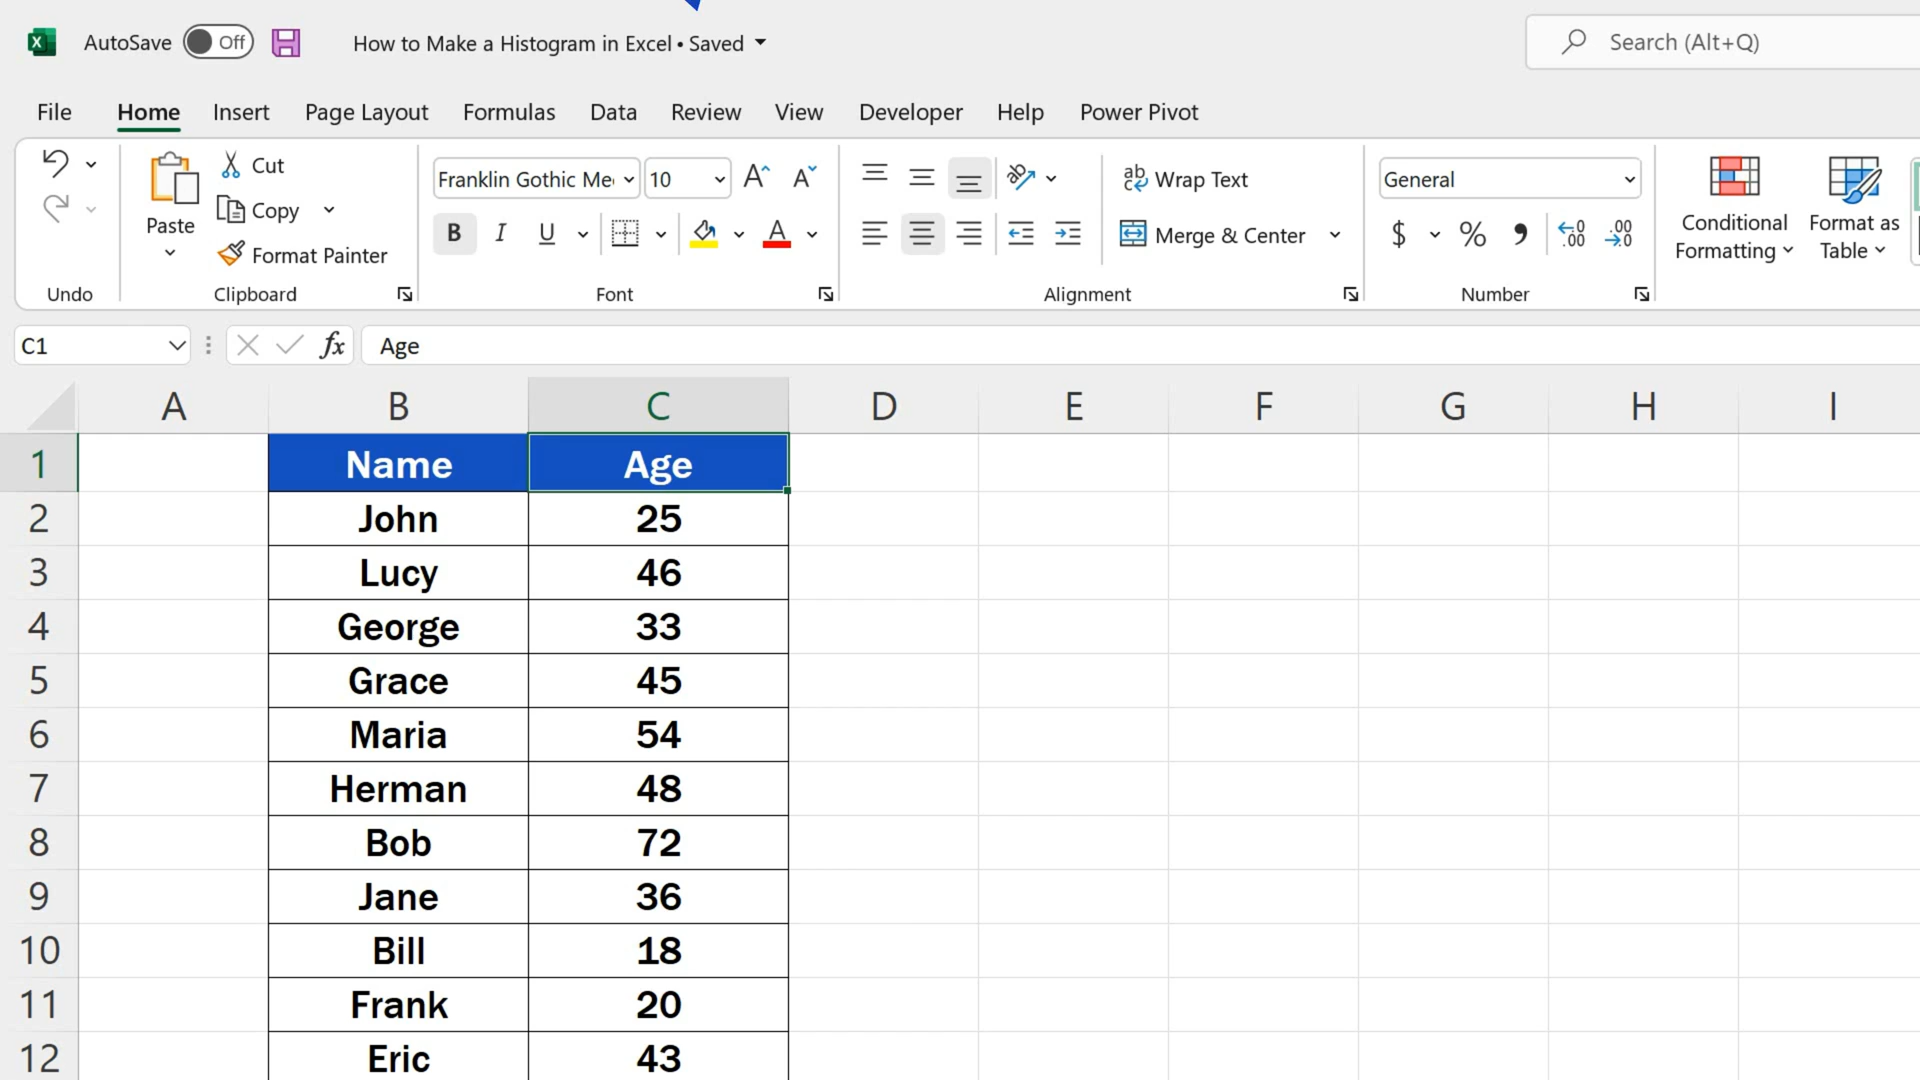 AutoSave Off How to Make a Histogram in Excel • Saved Search (Alt+Q)
File Home Insert Page Layout Formulas Data Review View Developer Help Power Pivot
Cut
Copy
Format Painter
Paste
Undo
Clipboard
Franklin Gothic Me 10
B I U
Font
Wrap Text
Merge & Center
Alignment
General
$ % , .00 .00
Number
Conditional Formatting
Format as Table
C1 fx Age
A B C D E F G H I
1 Name Age
2 John 25
3 Lucy 46
4 George 33
5 Grace 45
6 Maria 54
7 Herman 48
8 Bob 72
9 Jane 36
10 Bill 18
11 Frank 20
12 Eric 43